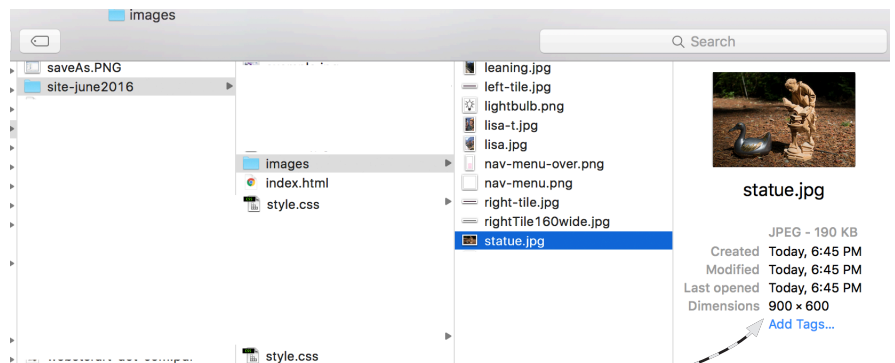 images
Search
saveAs.PNG
site-june2016
images
index.html
style.css
style.css
leaning.jpg
left-tile.jpg
lightbulb.png
lisa-t.jpg
lisa.jpg
nav-menu-over.png
nav-menu.png
right-tile.jpg
rightTile160wide.jpg
statue.jpg
statue.jpg
JPEG - 190 KB
Created Today, 6:45 PM
Modified Today, 6:45 PM
Last opened Today, 6:45 PM
Dimensions 900 × 600
Add Tags...